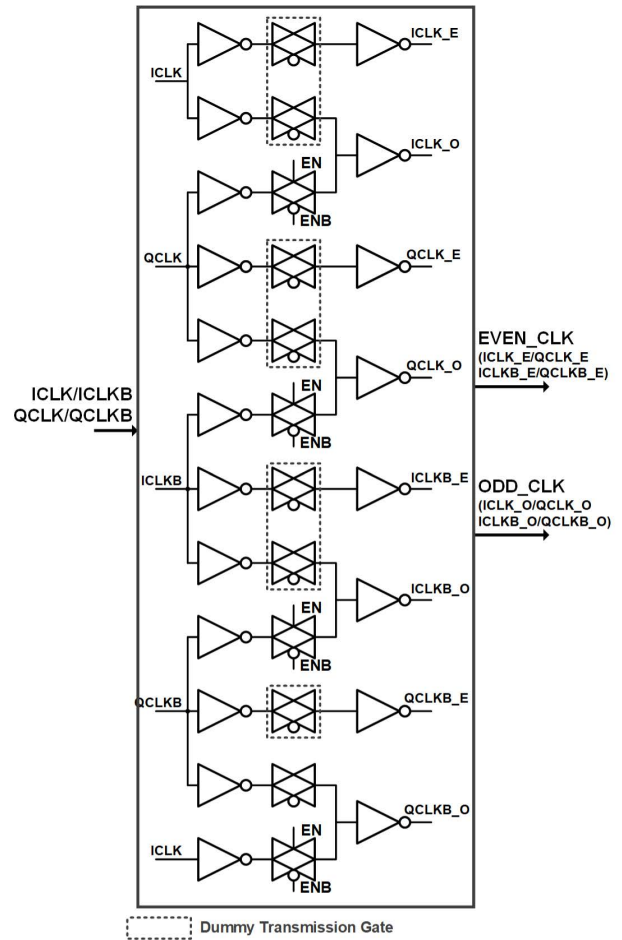 ICLK_E
ICLK
ICLK_O
EN
ENB
QCLK
QCLK_E
QCLK_O
EN
ENB
EVEN_CLK
(ICLK_E/QCLK_E
ICLKB_E/QCLKB_E)
ICLK/ICLKB
QCLK/QCLKB
ICLKB
ICLKB_E
ODD_CLK
(ICLK_O/QCLK_O
ICLKB_O/QCLKB_O)
ICLKB_O
EN
ENB
QCLKB
QCLKB_E
QCLKB_O
EN
ICLK
ENB
Dummy Transmission Gate